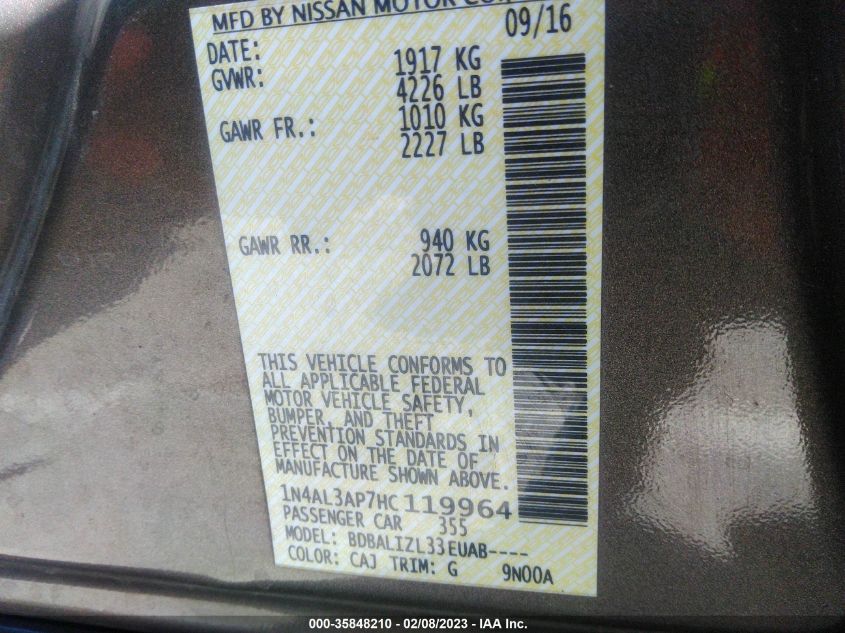 MFD BY NISSAN MOTOR CO.
DATE: 09/16
GVWR: 1917 KG
4226 LB
GAWR FR.: 1010 KG
2227 LB
GAWR RR.: 940 KG
2072 LB
THIS VEHICLE CONFORMS TO
ALL APPLICABLE FEDERAL
MOTOR VEHICLE SAFETY,
BUMPER, AND THEFT
PREVENTION STANDARDS IN
EFFECT ON THE DATE OF
MANUFACTURE SHOWN ABOVE.
1N4AL3AP7HC119964
PASSENGER CAR 355
MODEL: BDBALIZL33EUAB----
COLOR: CAJ TRIM: G 9N00A
000-35848210 - 02/08/2023 - IAA Inc.